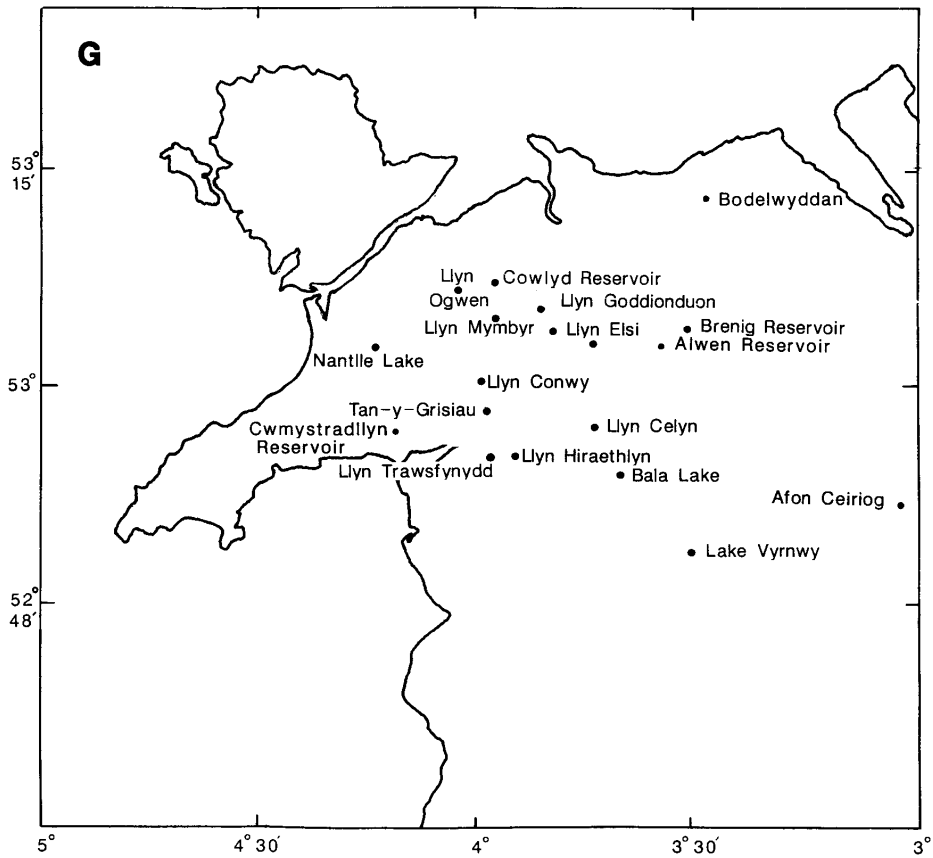 G
53°
15′
Bodelwyddan
Llyn
Ogwen
Cowlyd Reservoir
Llyn Goddionduon
Llyn Mymbyr
Llyn Elsi
Brenig Reservoir
Alwen Reservoir
Nantlle Lake
53°
Llyn Conwy
Tan-y-Grisiau
Cwmystradllyn
Reservoir
Llyn Celyn
Llyn Trawsfynydd
Llyn Hiraethlyn
Bala Lake
Afon Ceiriog
Lake Vyrnwy
52°
48′
5°
4° 30′
4°
3° 30′
3°